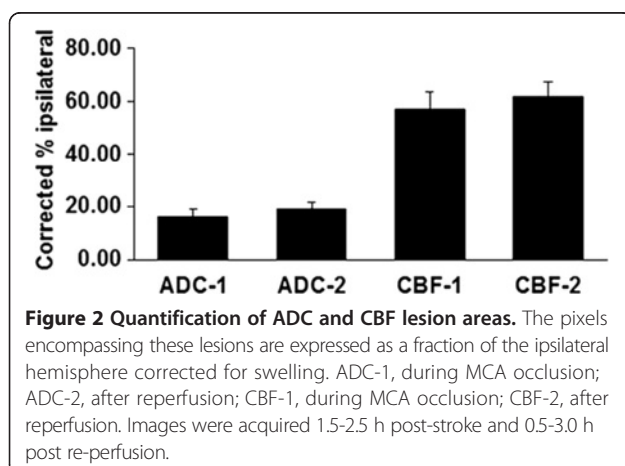 80.00
60.00
40.00
20.00
0.00
Corrected % ipsilateral
ADC-1 ADC-2 CBF-1 CBF-2
Figure 2 Quantification of ADC and CBF lesion areas. The pixels
encompassing these lesions are expressed as a fraction of the ipsilateral
hemisphere corrected for swelling. ADC-1, during MCA occlusion;
ADC-2, after reperfusion; CBF-1, during MCA occlusion; CBF-2, after
reperfusion. Images were acquired 1.5-2.5 h post-stroke and 0.5-3.0 h
post re-perfusion.